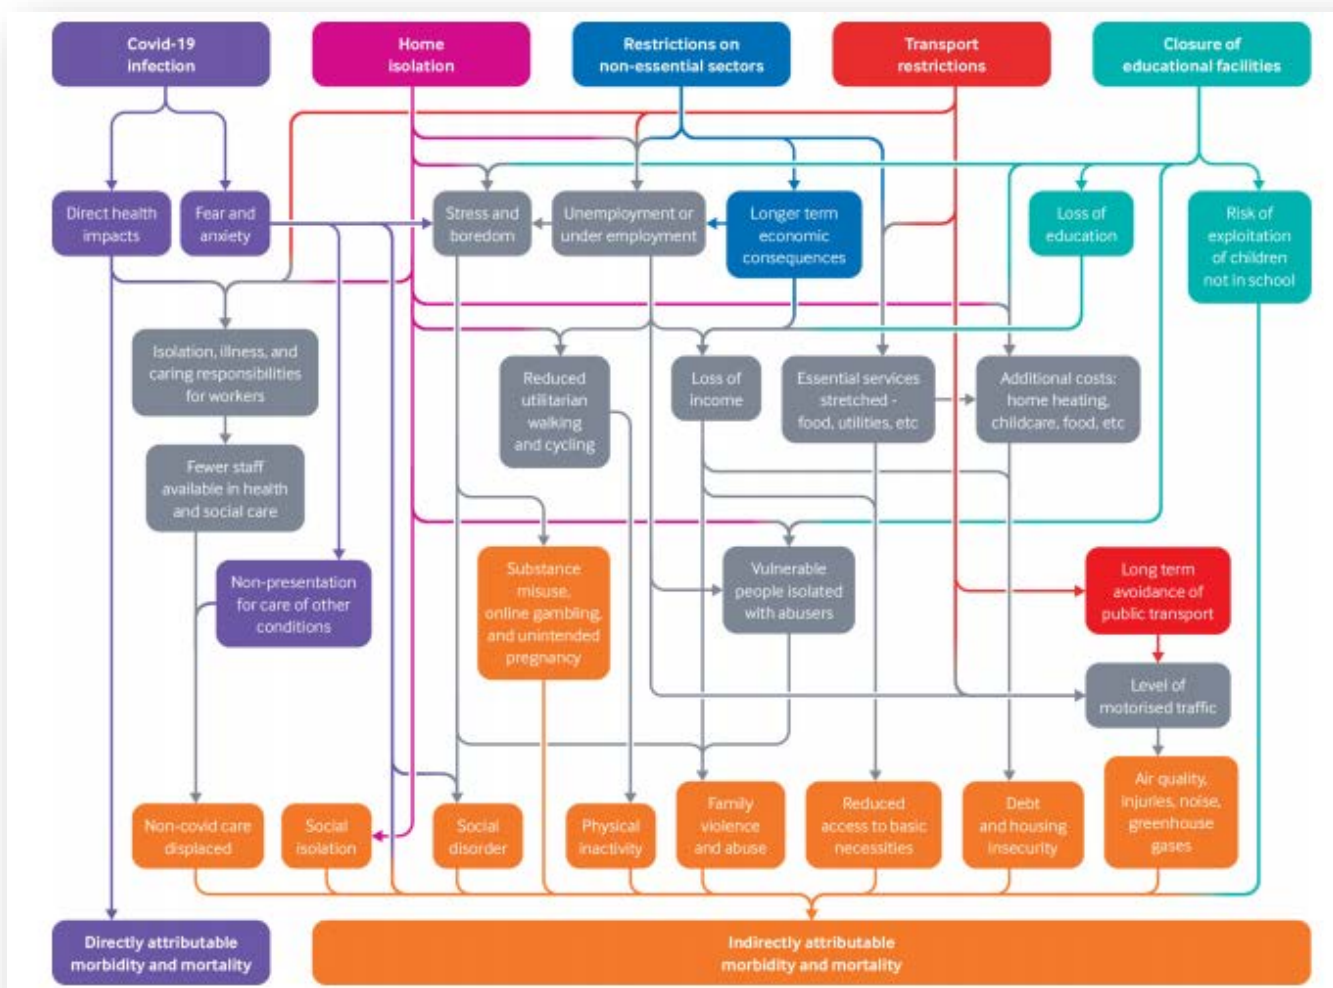 Covid-19
infection
Home
isolation
Restrictions on
non-essential sectors
Transport
restrictions
Closure of
educational facilities
Direct health
impacts
Fear and
anxiety
Stress and
boredom
Unemployment or
under employment
Longer term
economic
consequences
Loss of
education
Risk of
exploitation
of children
not in school
Isolation, illness, and
caring responsibilities
for workers
Reduced
utilitarian
walking
and cycling
Loss of
income
Essential services
stretched -
food, utilities, etc
Additional costs:
home heating,
childcare, food, etc
Fewer staff
available in health
and social care
Non-presentation
for care of other
conditions
Substance
misuse,
online gambling,
and unintended
pregnancy
Vulnerable
people isolated
with abusers
Long term
avoidance of
public transport
Level of
motorised traffic
Non-covid care
displaced
Social
isolation
Social
disorder
Physical
inactivity
Family
violence
and abuse
Reduced
access to basic
necessities
Debt
and housing
insecurity
Air quality,
injuries, noise,
greenhouse
gases
Directly attributable
morbidity and mortality
Indirectly attributable
morbidity and mortality